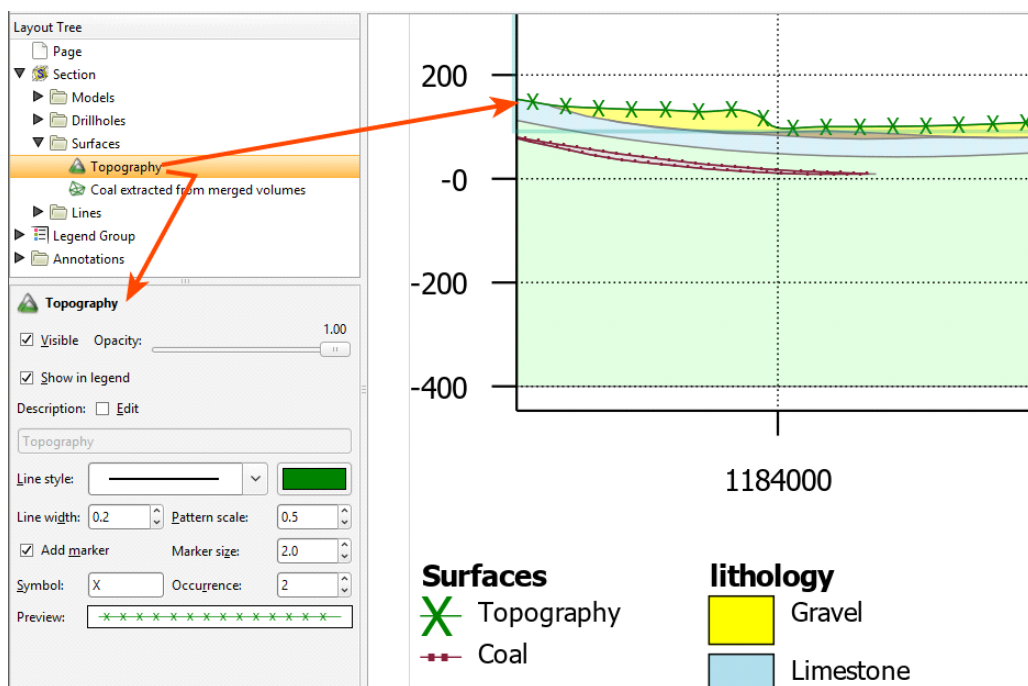 Layout Tree
Page
Section
Models
Drillholes
Surfaces
Topography
Coal extracted from merged volumes
Lines
Legend Group
Annotations
Topography
Visible Opacity: 1.00
Show in legend
Description: Edit
Topography
Line style:
Line width: 0.2 Pattern scale: 0.5
Add marker Marker size: 2.0
Symbol: X Occurrence: 2
Preview:
200
-0
-200
-400
1184000
Surfaces
Topography
Coal
lithology
Gravel
Limestone